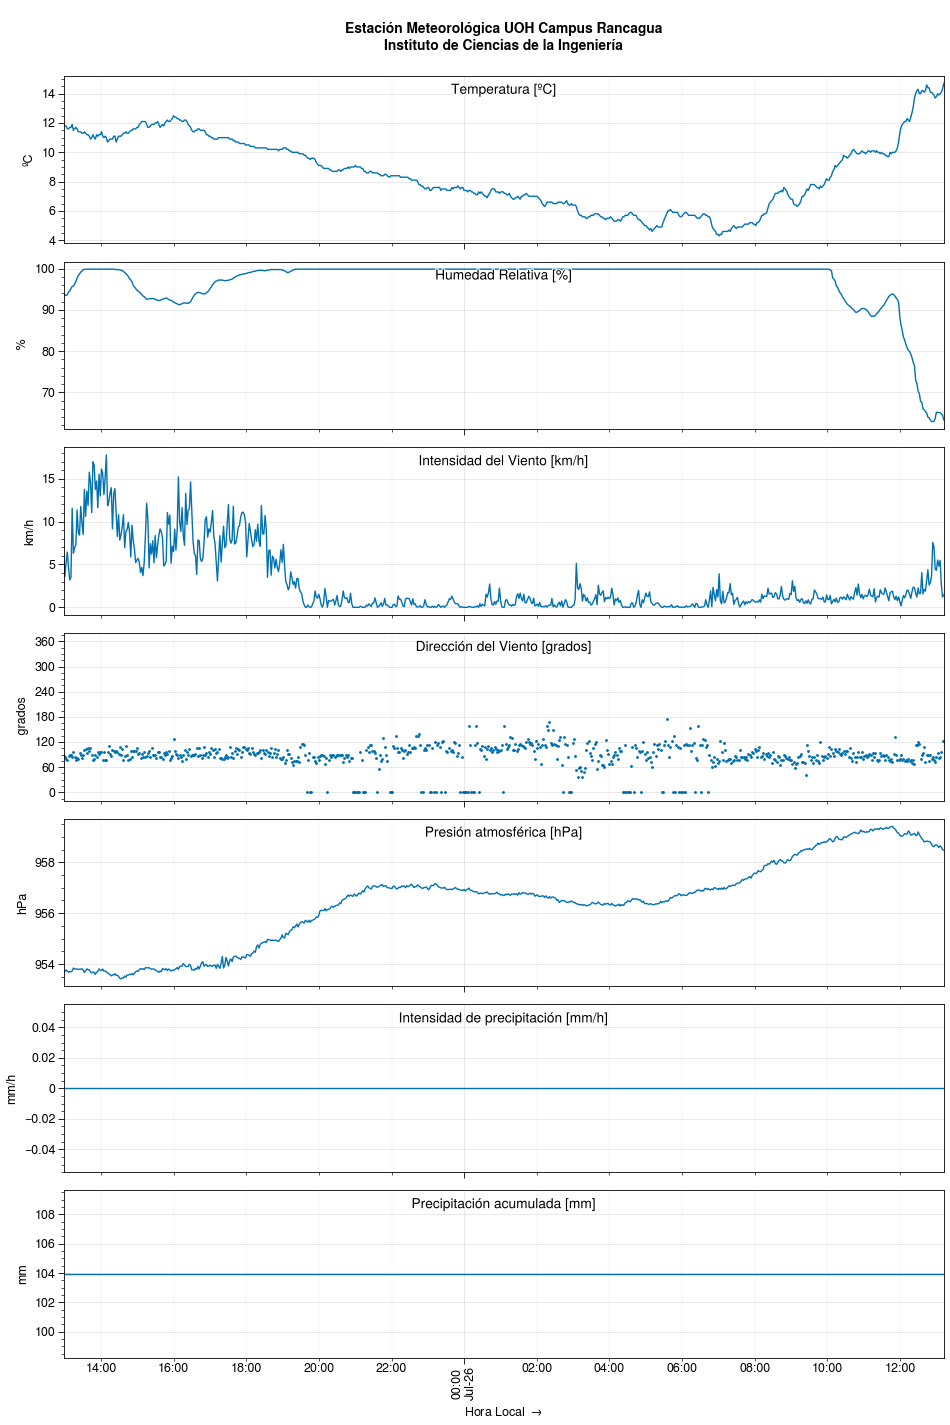 Estación Meteorológica UOH Campus Rancagua
Instituto de Ciencias de la Ingeniería
Temperatura [ºC]
ºC
14
12
10
8
6
4
Humedad Relativa [%]
%
100
90
80
70
Intensidad del Viento [km/h]
km/h
15
10
5
0
Dirección del Viento [grados]
grados
360
300
240
180
120
60
0
Presión atmosférica [hPa]
hPa
958
956
954
Intensidad de precipitación [mm/h]
mm/h
0.04
0.02
0
−0.02
−0.04
Precipitación acumulada [mm]
mm
108
106
104
102
100
14:00 16:00 18:00 20:00 22:00 00:00 02:00 04:00 06:00 08:00 10:00 12:00
Jul-26
Hora Local →